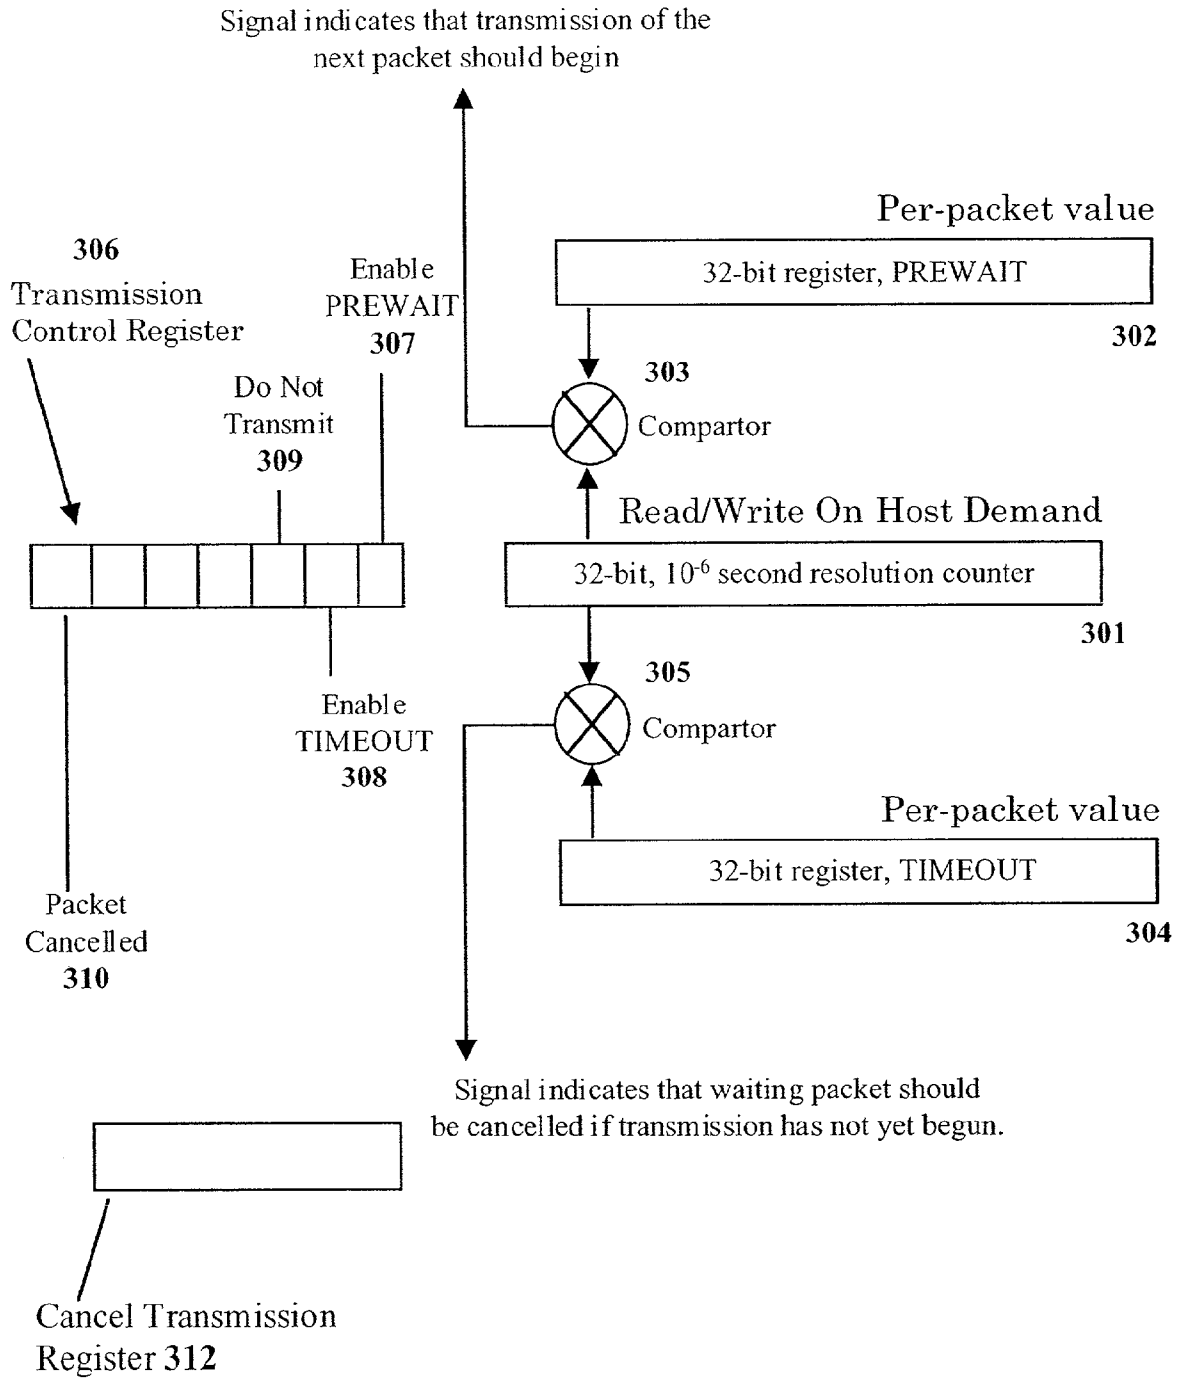 Signal indicates that transmission of the
next packet should begin
Per-packet value
32-bit register, PREWAIT
302
306
Transmission
Control Register
Enable
PREWAIT
307
303
Compartor
Do Not
Transmit
309
Read/Write On Host Demand
32-bit, 10⁻⁶ second resolution counter
301
305
Compartor
Enable
TIMEOUT
308
Per-packet value
32-bit register, TIMEOUT
304
Packet
Cancelled
310
Signal indicates that waiting packet should
be cancelled if transmission has not yet begun.
Cancel Transmission
Register 312